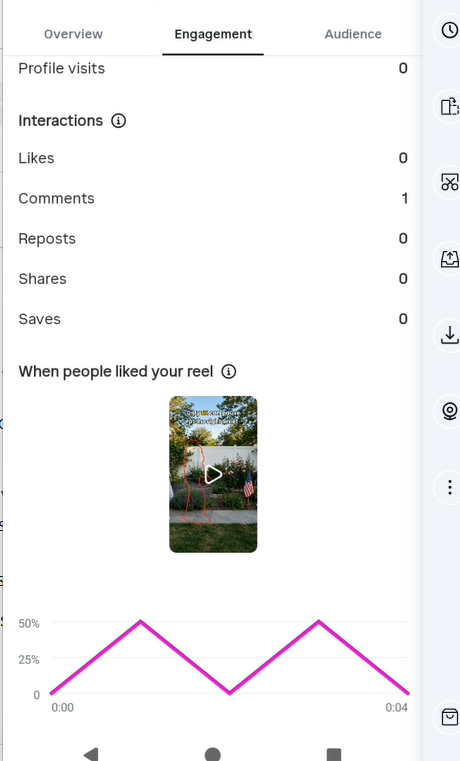 Overview Engagement Audience
Profile visits 0
Interactions
Likes 0
Comments 1
Reposts 0
Shares 0
Saves 0
When people liked your reel
50%
25%
0
0:00 0:04